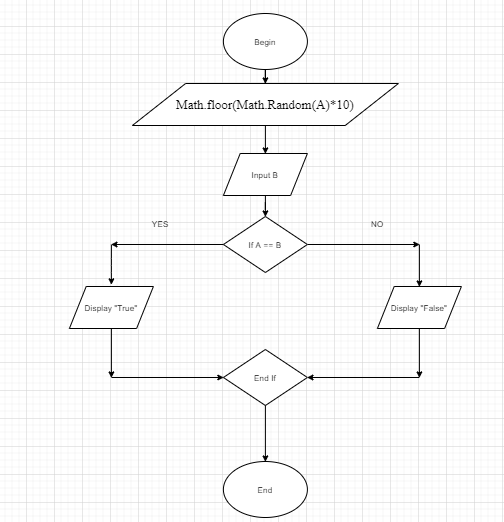 Begin
Math.floor(Math.Random(A)*10)
Input B
YES
NO
If A == B
Display "True"
Display "False"
End If
End